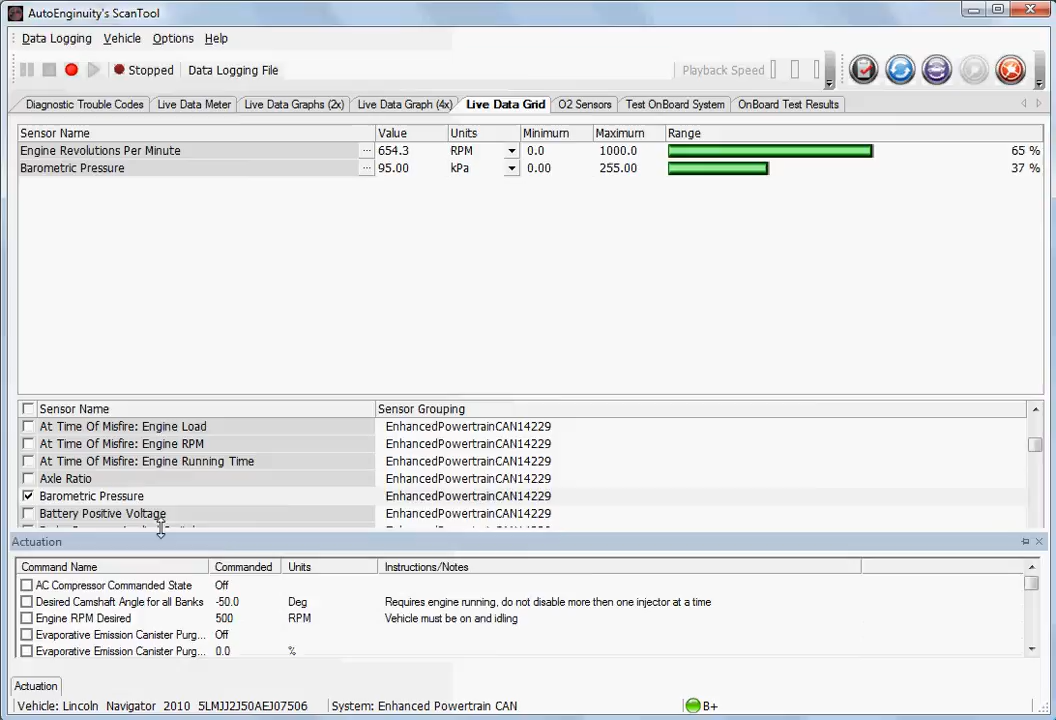 AutoEnginuity's ScanTool
Data Logging Vehicle Options Help
Stopped Data Logging File Playback Speed
Diagnostic Trouble Codes Live Data Meter Live Data Graphs (2x) Live Data Graph (4x) Live Data Grid O2 Sensors Test OnBoard System OnBoard Test Results
Sensor Name Value Units Minimum Maximum Range
Engine Revolutions Per Minute ... 654.3 RPM 0.0 1000.0 65 %
Barometric Pressure ... 95.00 kPa 0.00 255.00 37 %
Sensor Name Sensor Grouping
At Time Of Misfire: Engine Load EnhancedPowertrainCAN14229
At Time Of Misfire: Engine RPM EnhancedPowertrainCAN14229
At Time Of Misfire: Engine Running Time EnhancedPowertrainCAN14229
Axle Ratio EnhancedPowertrainCAN14229
Barometric Pressure EnhancedPowertrainCAN14229
Battery Positive Voltage EnhancedPowertrainCAN14229
Actuation
Command Name Commanded Units Instructions/Notes
AC Compressor Commanded State Off
Desired Camshaft Angle for all Banks -50.0 Deg Requires engine running, do not disable more then one injector at a time
Engine RPM Desired 500 RPM Vehicle must be on and idling
Evaporative Emission Canister Purg... Off
Evaporative Emission Canister Purg... 0.0 %
Actuation
Vehicle: Lincoln Navigator 2010 5LMJJ2J50AEJ07506 System: Enhanced Powertrain CAN B+